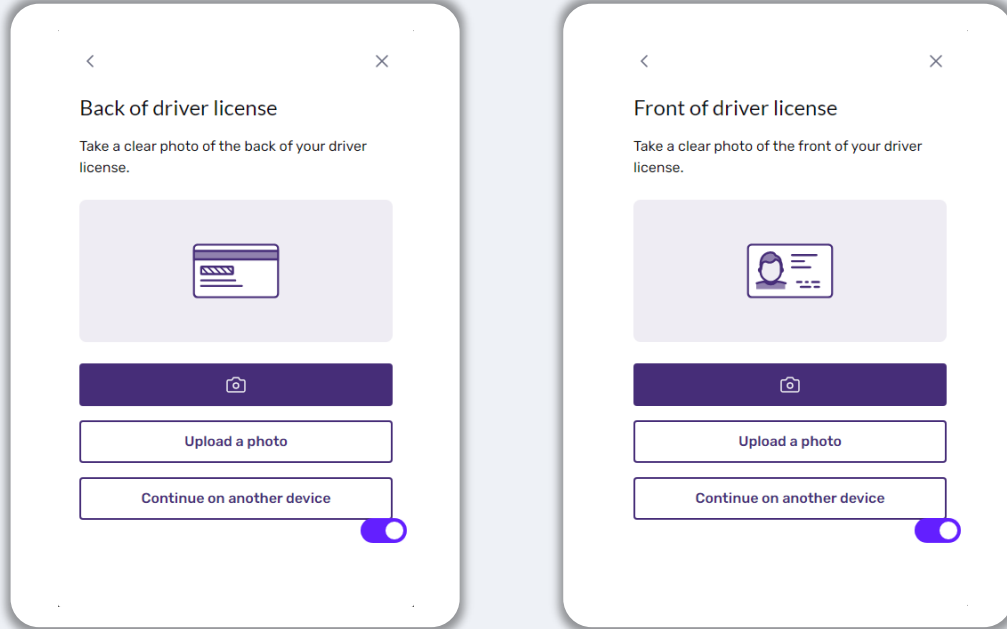 Back of driver license
Take a clear photo of the back of your driver
license.
Upload a photo
Continue on another device
Front of driver license
Take a clear photo of the front of your driver
license.
Upload a photo
Continue on another device